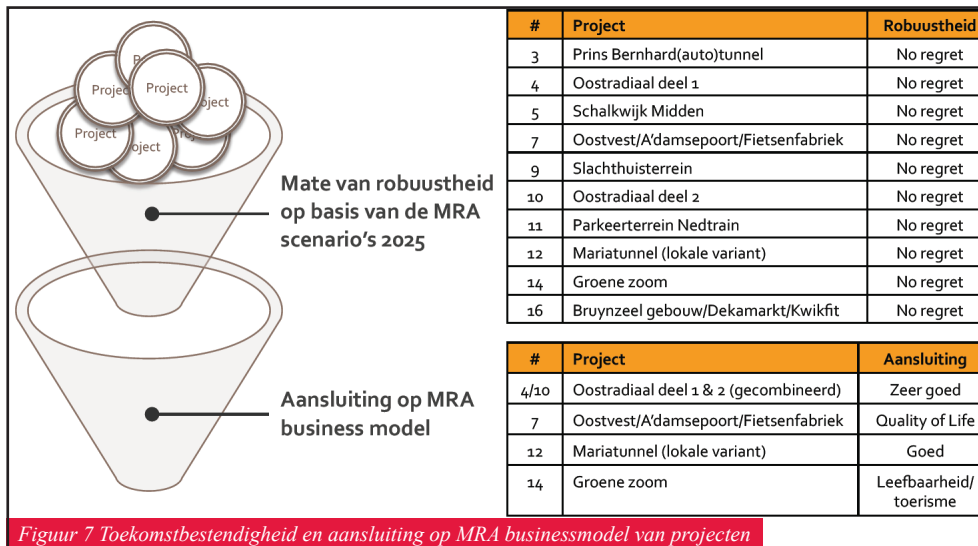 Project
Project
Project
Project
Mate van robuustheid
op basis van de MRA
scenario's 2025
Aansluiting op MRA
business model
# Project Robuustheid
3 Prins Bernhard(auto)tunnel No regret
4 Oostradiaal deel 1 No regret
5 Schalkwijk Midden No regret
7 Oostvest/A'damsepoort/Fietsenfabriek No regret
9 Slachthuisterrein No regret
10 Oostradiaal deel 2 No regret
11 Parkeerterrein Nedtrain No regret
12 Mariatunnel (lokale variant) No regret
14 Groene zoom No regret
16 Bruynzeel gebouw/Dekamarkt/Kwikfit No regret
# Project Aansluiting
4/10 Oostradiaal deel 1 & 2 (gecombineerd) Zeer goed
7 Oostvest/A'damsepoort/Fietsenfabriek Quality of Life
12 Mariatunnel (lokale variant) Goed
14 Groene zoom Leefbaarheid/
toerisme
Figuur 7 Toekomstbestendigheid en aansluiting op MRA businessmodel van projecten